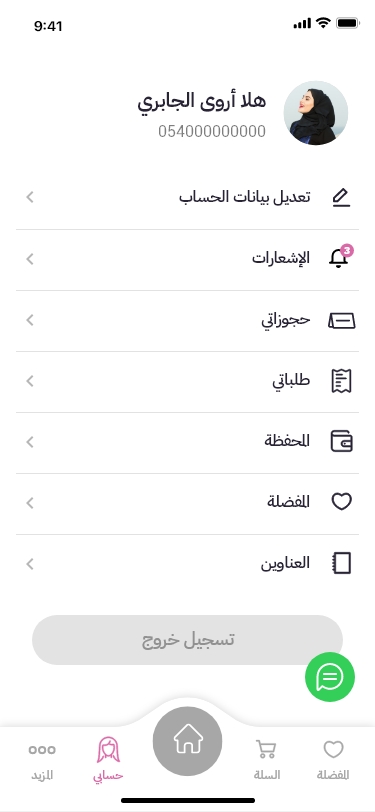 9:41
هلا أروى الجابري
054000000000
تعديل بيانات الحساب
الإشعارات
3
حجوزاتي
طلباتي
المحفظة
المفضلة
العناوين
تسجيل خروج
المفضلة
السلة
حسابي
المزيد